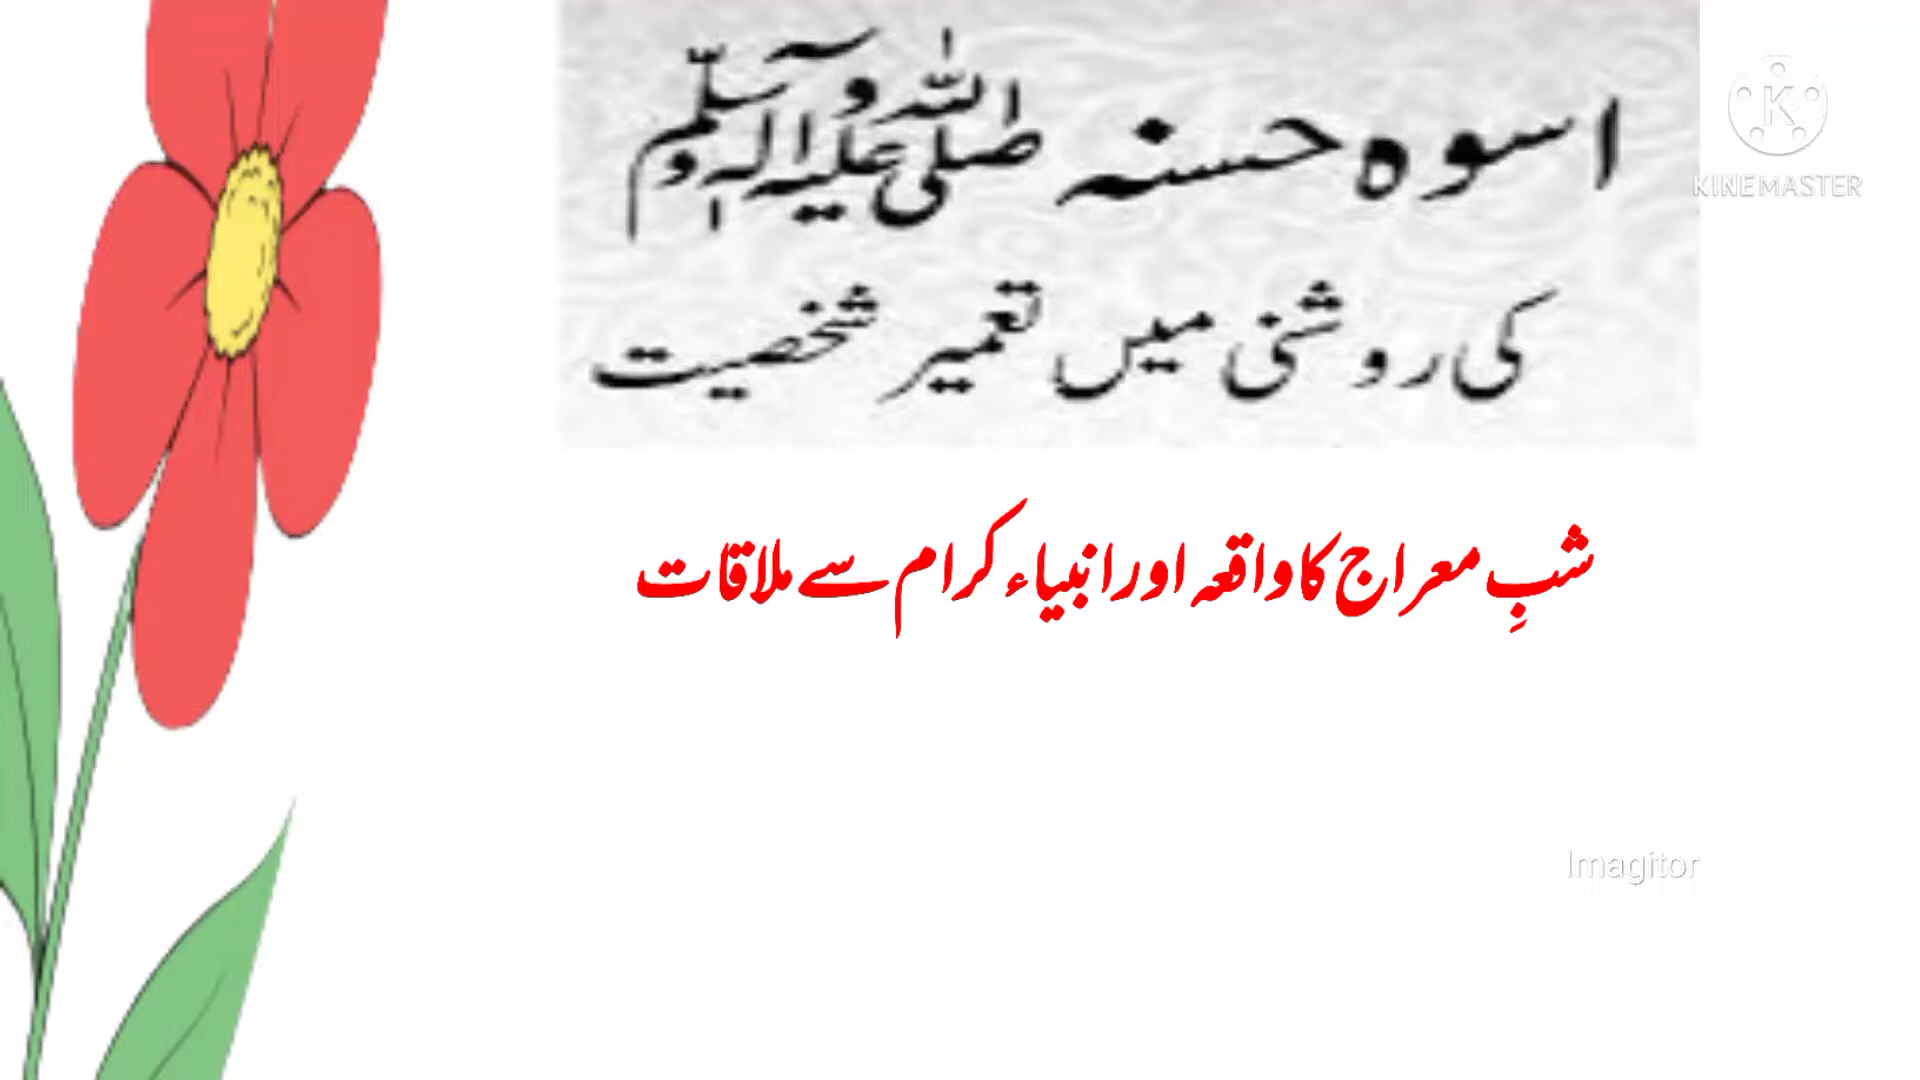 اسوہ حسنہ صلی اللہ علیہ وآلہ وسلم
KINEMASTER
کی روشنی میں تعمیر شخصیت
شبِ معراج کا واقعہ اور انبیاء کرام سے ملاقات
Imagitor